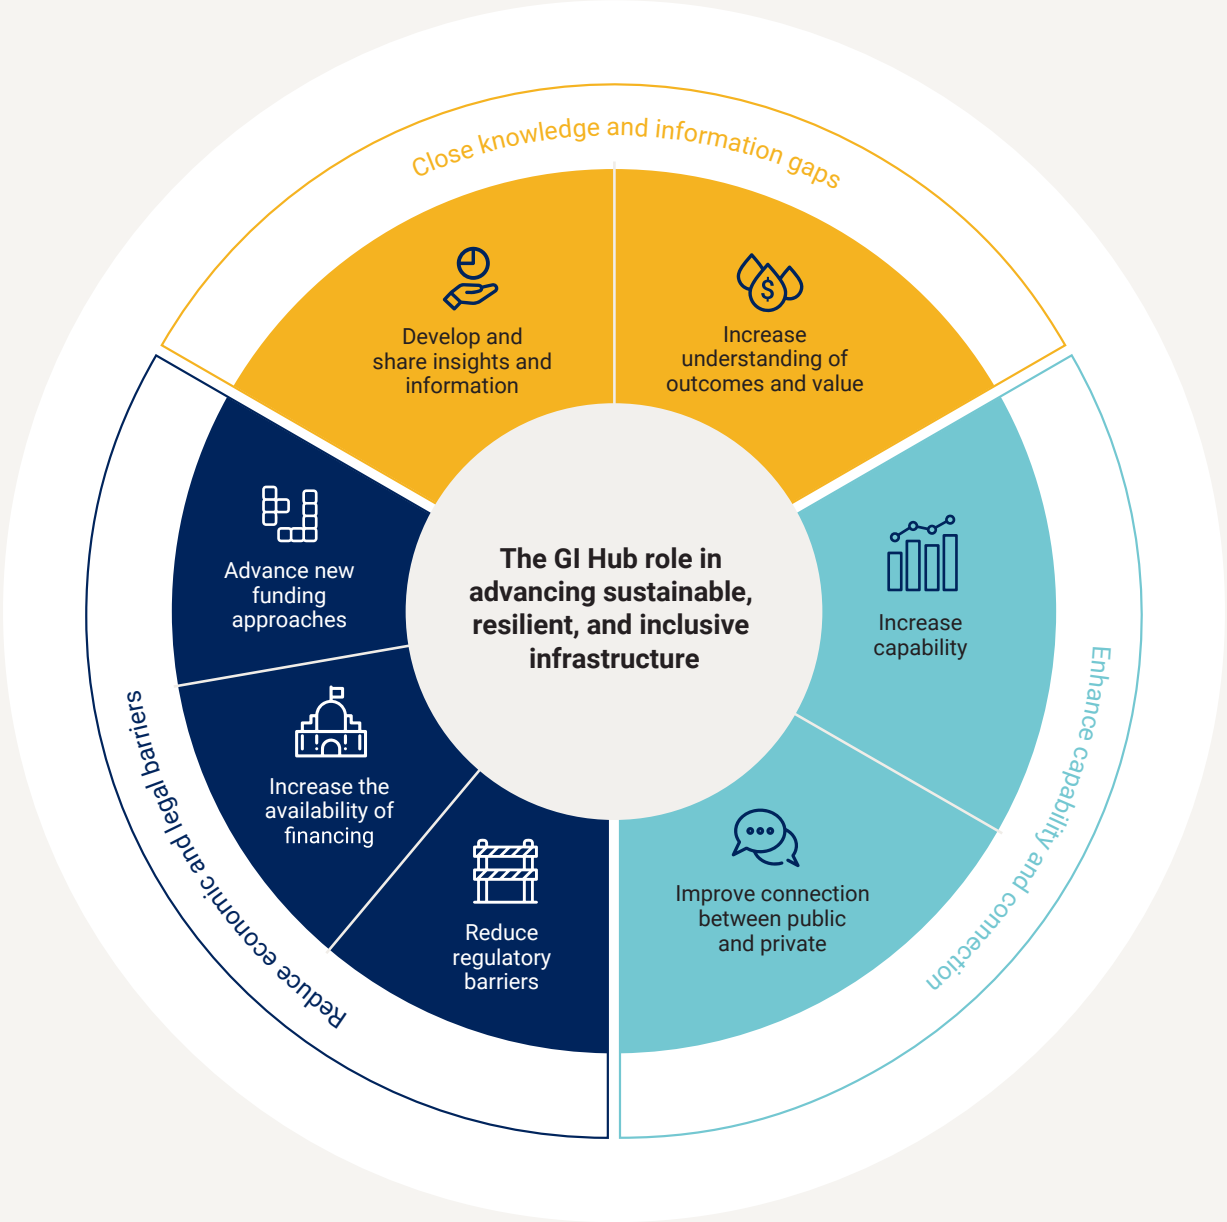 Close knowledge and information gaps
Develop and
share insights and
information
Increase
understanding of
outcomes and value
Enhance capability and connection
Increase
capability
Improve connection
between public
and private
Reduce economic and legal barriers
Reduce
regulatory
barriers
Increase the
availability of
financing
Advance new
funding
approaches
The GI Hub role in
advancing sustainable,
resilient, and inclusive
infrastructure
$